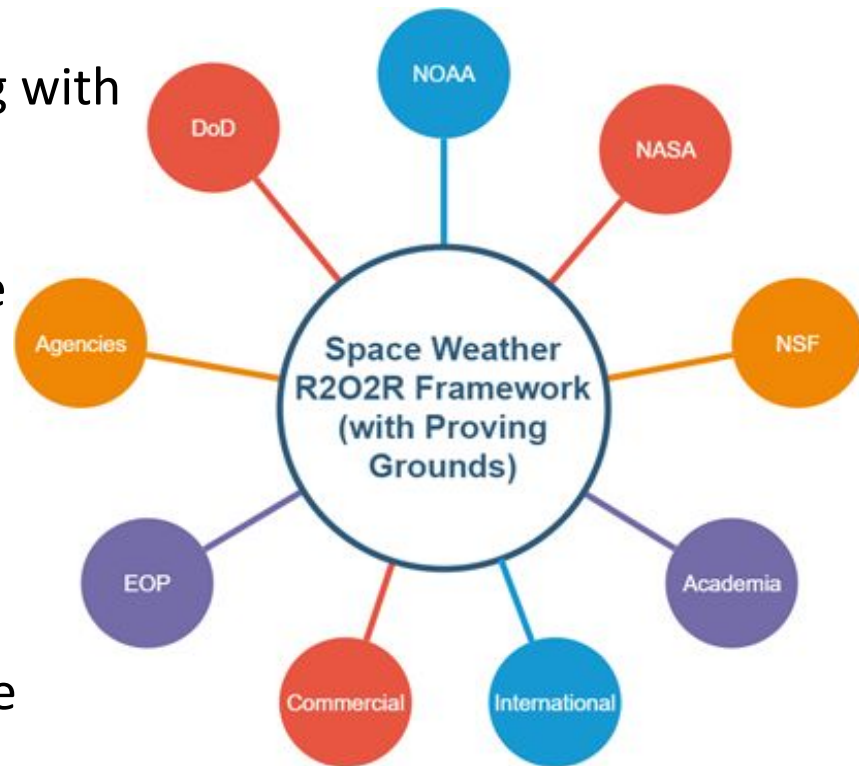 g with
e
e
NOAA
DoD
NASA
Agencies
NSF
Space Weather
R2O2R Framework
(with Proving
Grounds)
EOP
Academia
Commercial
International